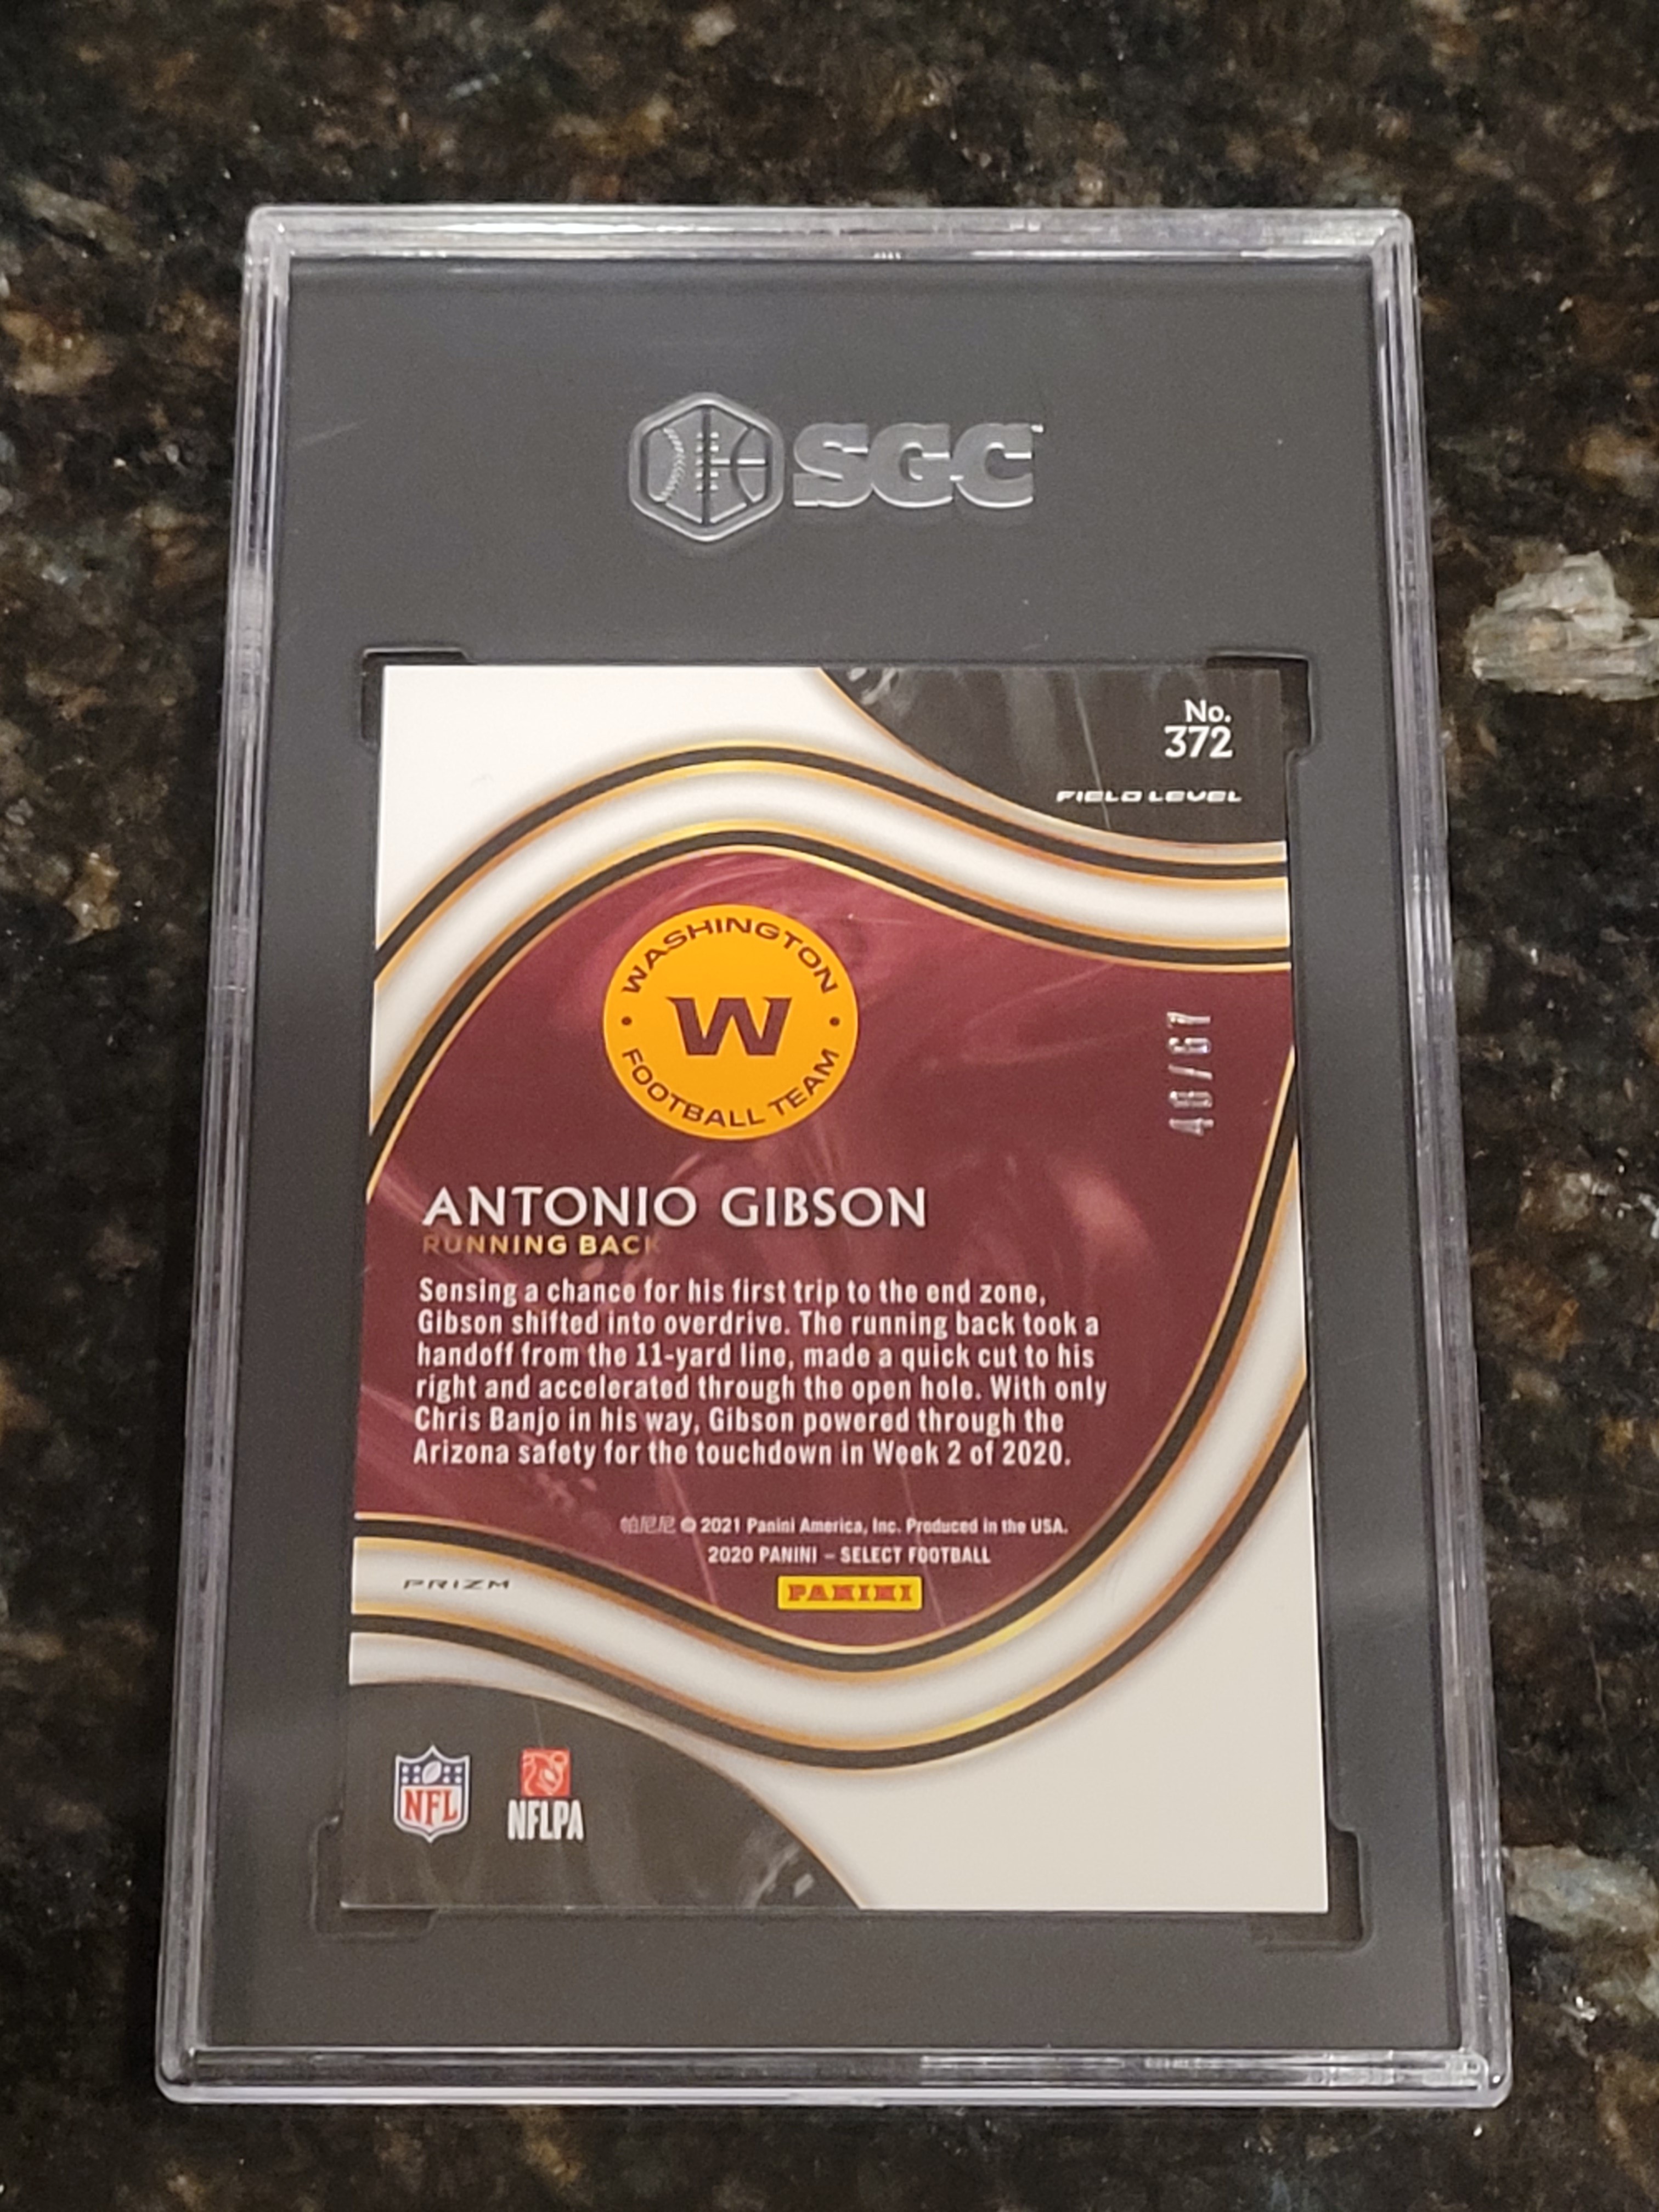 SGC
No.
372
FIELD LEVEL
WASHINGTON
W
FOOTBALL TEAM
/67
ANTONIO GIBSON
RUNNING BACK
Sensing a chance for his first trip to the end zone,
Gibson shifted into overdrive. The running back took a
handoff from the 11-yard line, made a quick cut to his
right and accelerated through the open hole. With only
Chris Banjo in his way, Gibson powered through the
Arizona safety for the touchdown in Week 2 of 2020.
帕尼尼 © 2021 Panini America, Inc. Produced in the USA.
2020 PANINI – SELECT FOOTBALL
PRIZM
PANINI
NFL
NFLPA